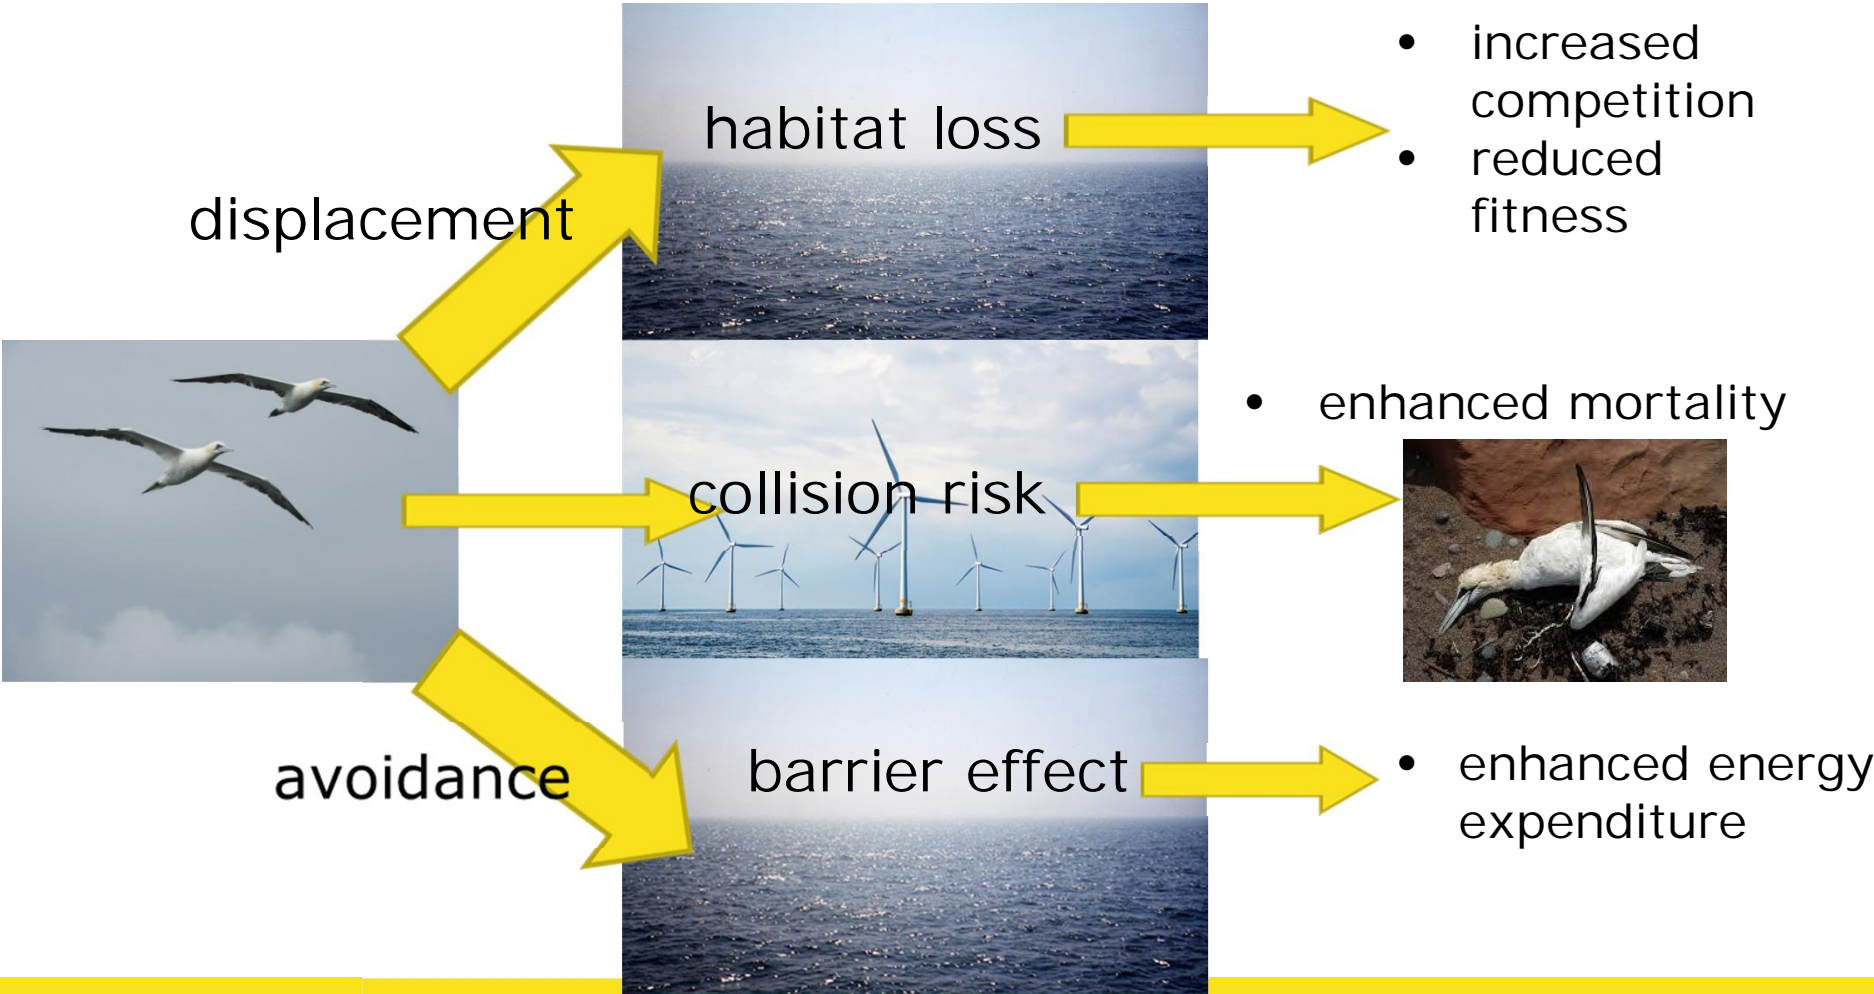 displacement
habitat loss
• increased
competition
• reduced
fitness
collision risk
• enhanced mortality
avoidance
barrier effect
• enhanced energy
expenditure